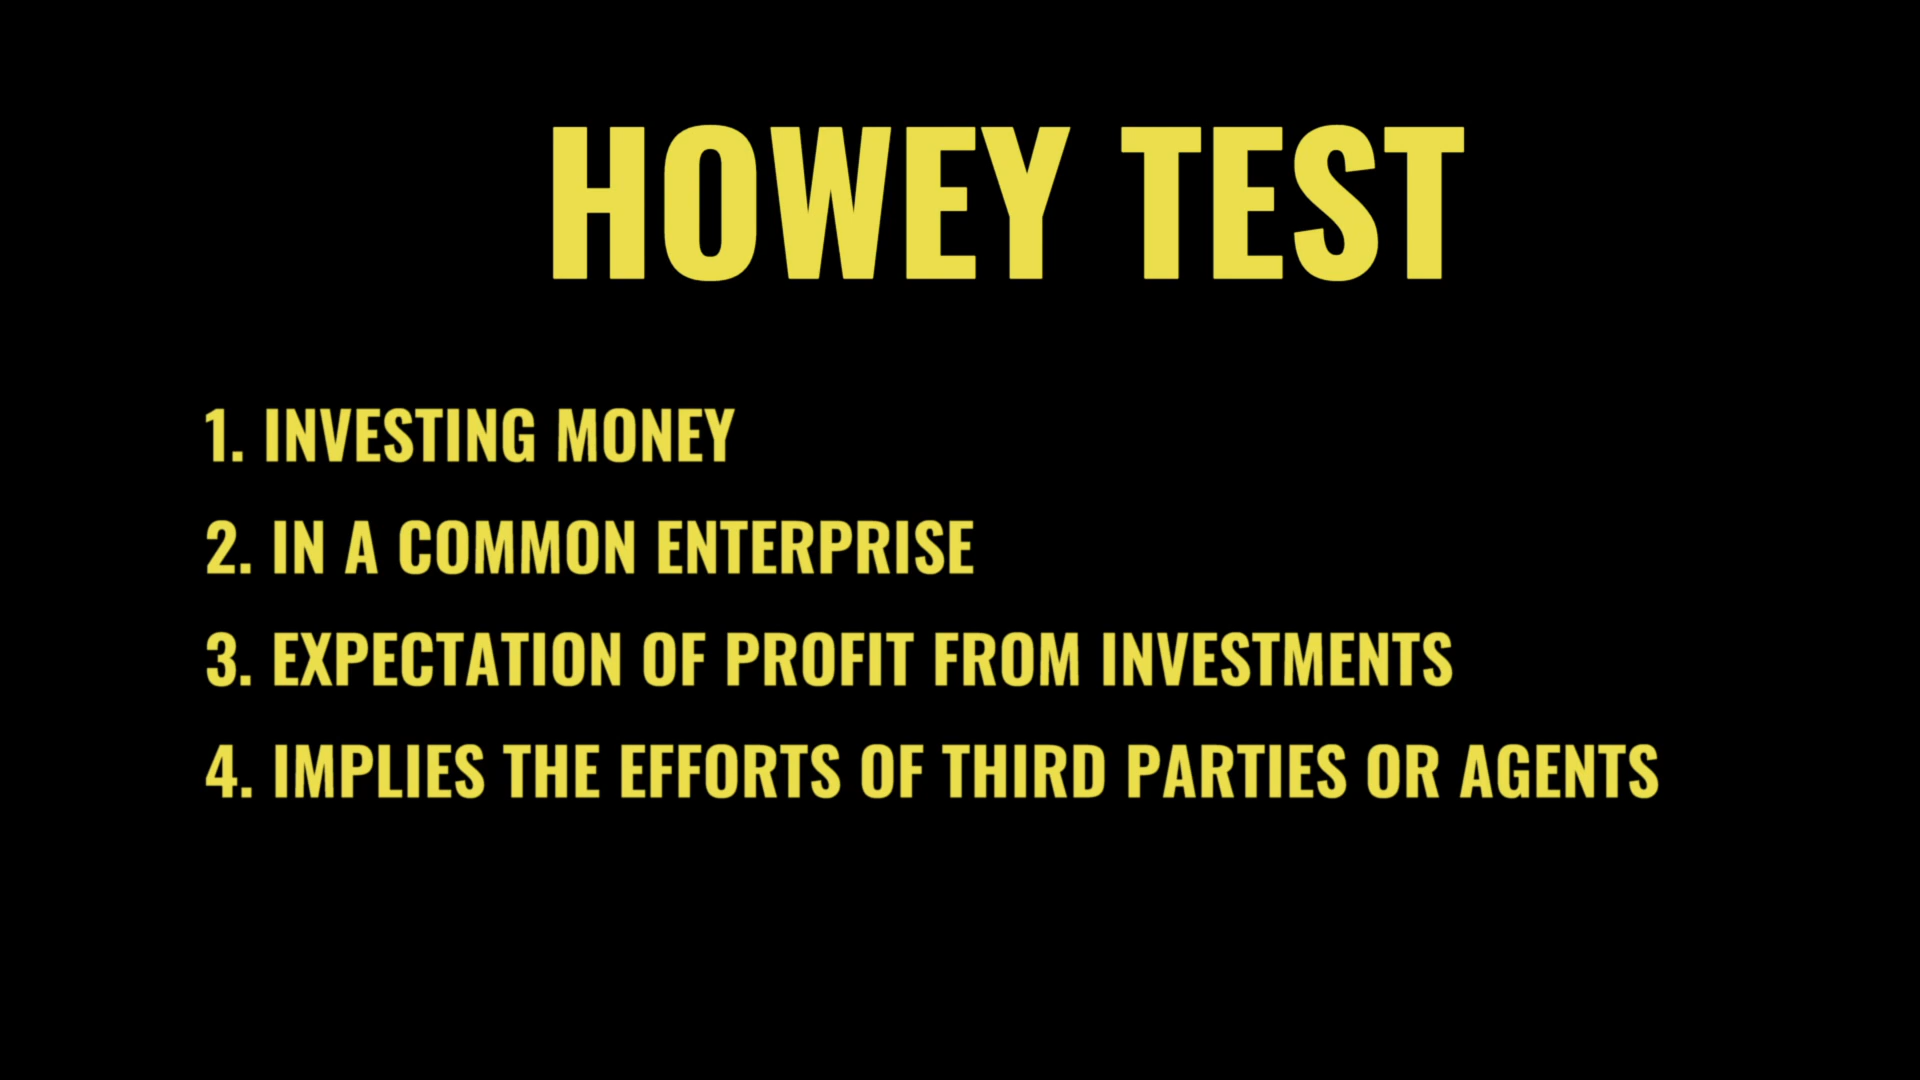 HOWEY TEST
1. INVESTING MONEY
2. IN A COMMON ENTERPRISE
3. EXPECTATION OF PROFIT FROM INVESTMENTS
4. IMPLIES THE EFFORTS OF THIRD PARTIES OR AGENTS